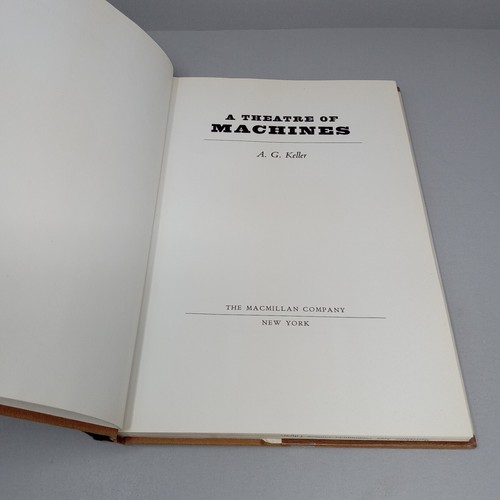 A THEATRE OF
MACHINES
A. G. Keller
THE MACMILLAN COMPANY
NEW YORK